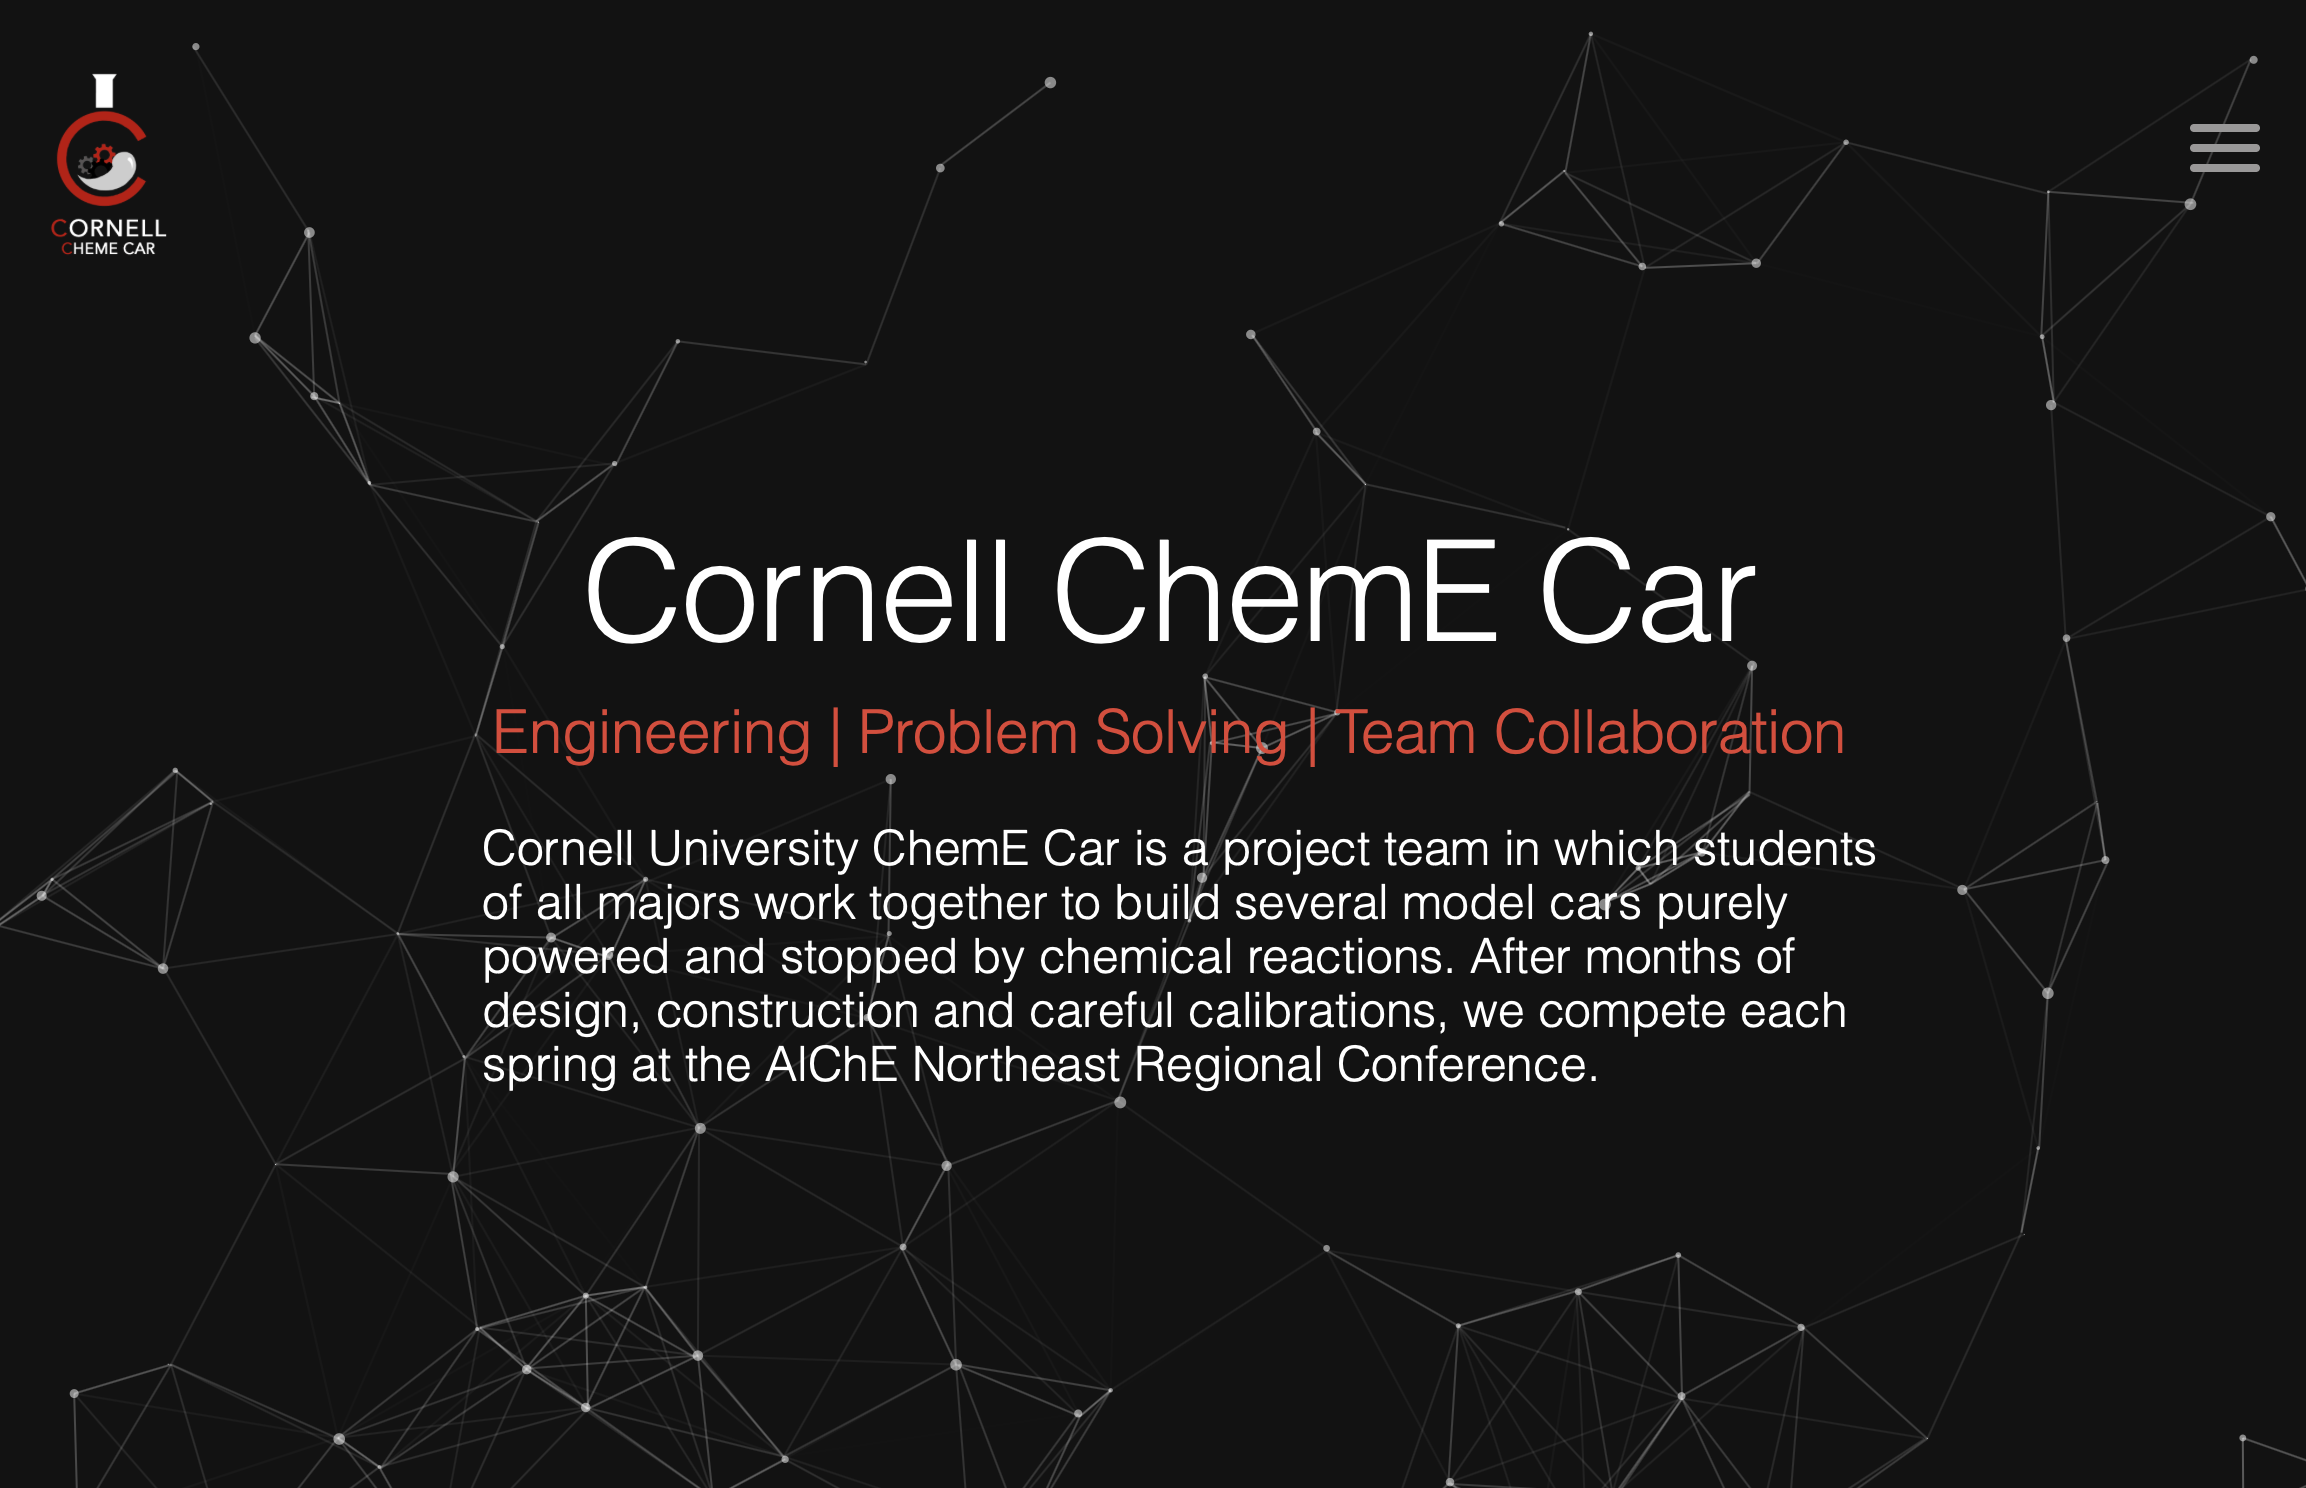 CORNELL
CHEME CAR
Cornell ChemE Car
Engineering | Problem Solving | Team Collaboration
Cornell University ChemE Car is a project team in which students
of all majors work together to build several model cars purely
powered and stopped by chemical reactions. After months of
design, construction and careful calibrations, we compete each
spring at the AIChE Northeast Regional Conference.